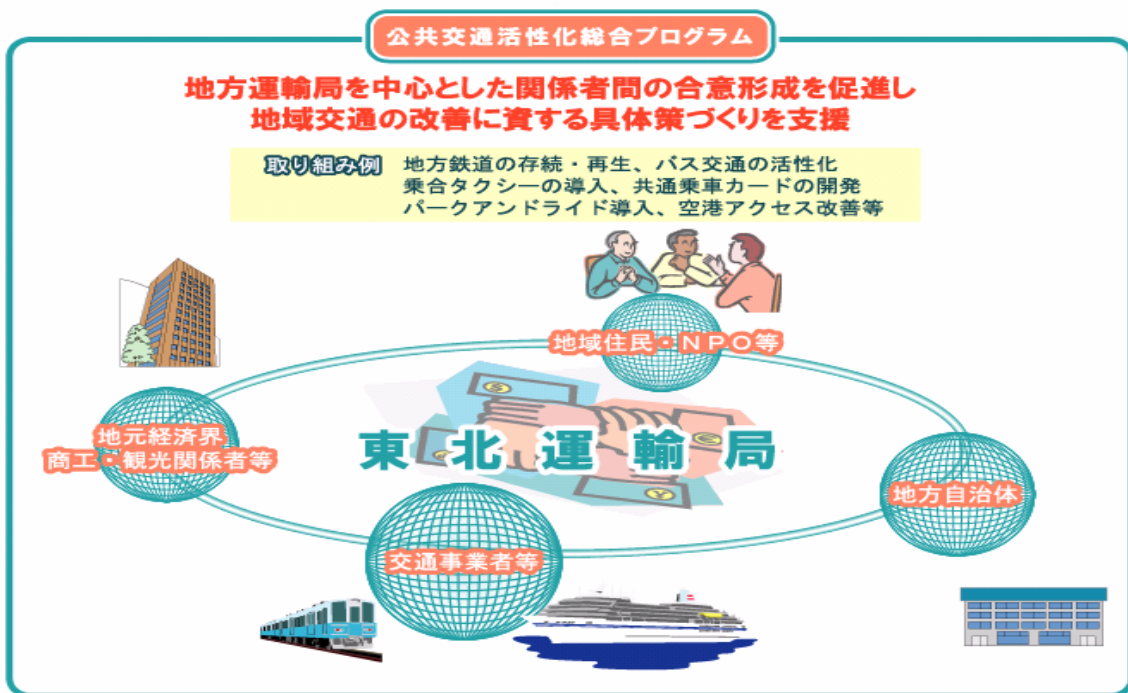 公共交通活性化総合プログラム
地方運輸局を中心とした関係者間の合意形成を促進し
地域交通の改善に資する具体策づくりを支援
取り組み例 地方鉄道の存続・再生、バス交通の活性化
乗合タクシーの導入、共通乗車カードの開発
パークアンドライド導入、空港アクセス改善等
地域住民・NPO等
地元経済界
商工・観光関係者等
東北運輸局
地方自治体
交通事業者等